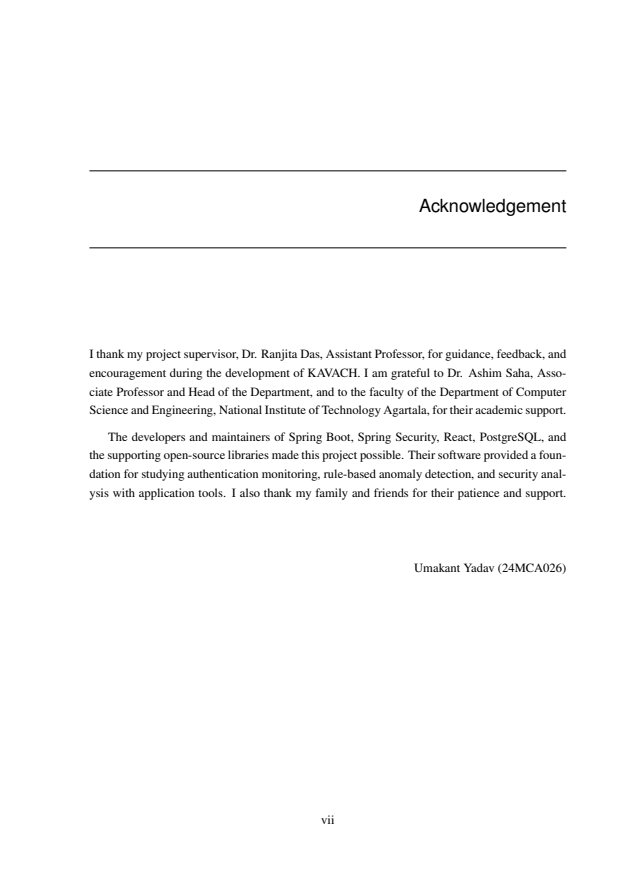 Acknowledgement
I thank my project supervisor, Dr. Ranjita Das, Assistant Professor, for guidance, feedback, and
encouragement during the development of KAVACH. I am grateful to Dr. Ashim Saha, Asso-
ciate Professor and Head of the Department, and to the faculty of the Department of Computer
Science and Engineering, National Institute of Technology Agartala, for their academic support.
The developers and maintainers of Spring Boot, Spring Security, React, PostgreSQL, and
the supporting open-source libraries made this project possible. Their software provided a foun-
dation for studying authentication monitoring, rule-based anomaly detection, and security anal-
ysis with application tools. I also thank my family and friends for their patience and support.
Umakant Yadav (24MCA026)
vii